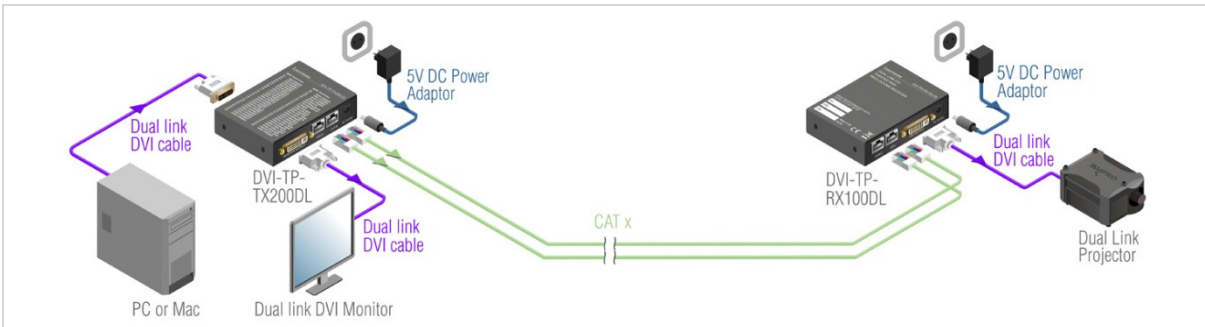 5V DC Power
Adaptor
Dual link
DVI cable
DVI-TP-
TX200DL
Dual link
DVI cable
PC or Mac
Dual link DVI Monitor
CAT x
5V DC Power
Adaptor
Dual link
DVI cable
DVI-TP-
RX100DL
Dual Link
Projector